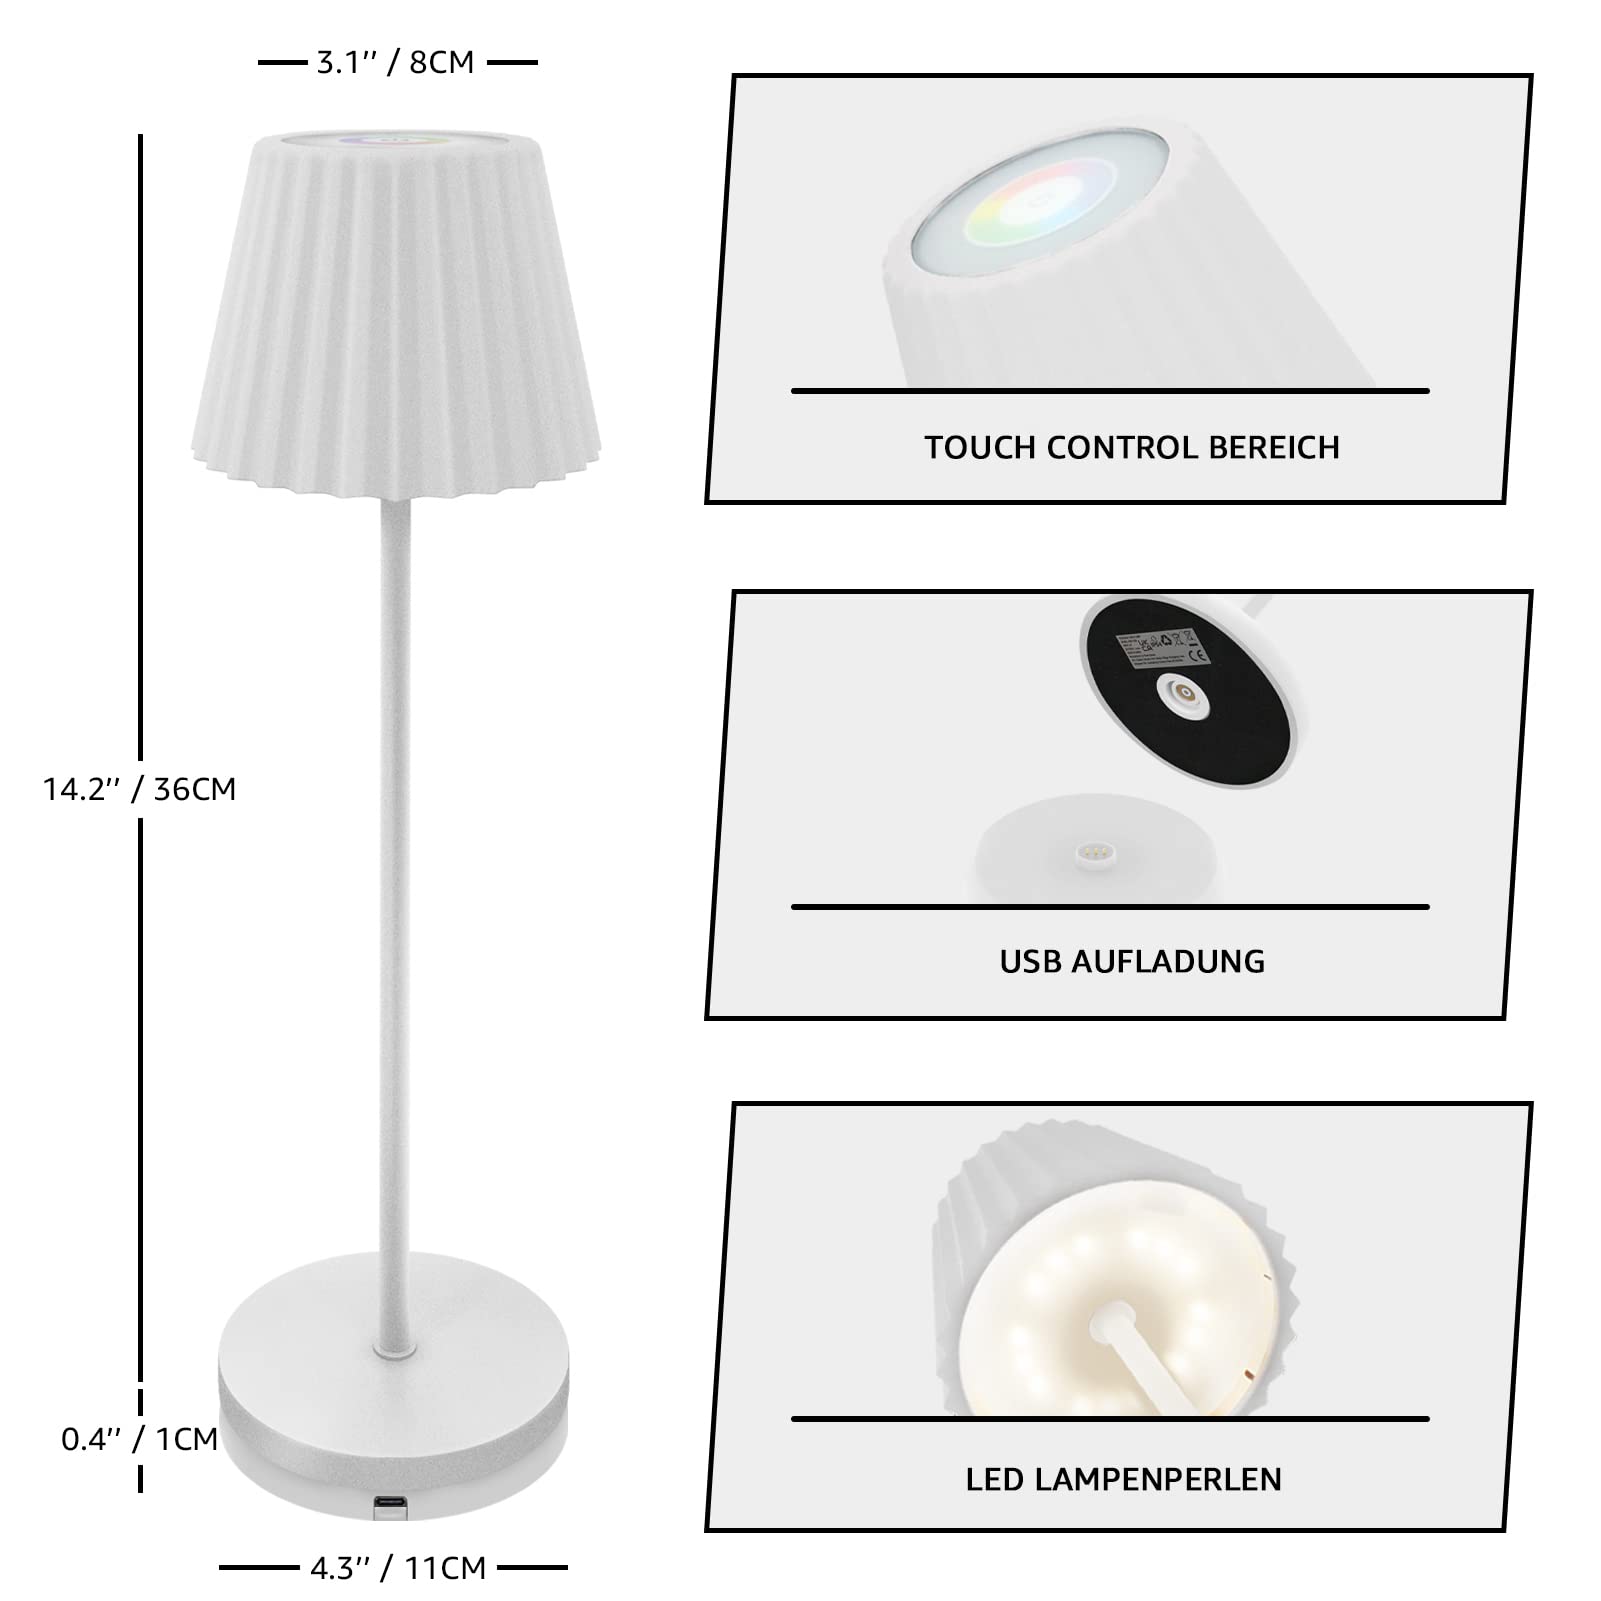 3.1’’ / 8CM
14.2’’ / 36CM
0.4’’ / 1CM
4.3’’ / 11CM
TOUCH CONTROL BEREICH
USB AUFLADUNG
LED LAMPENPERLEN